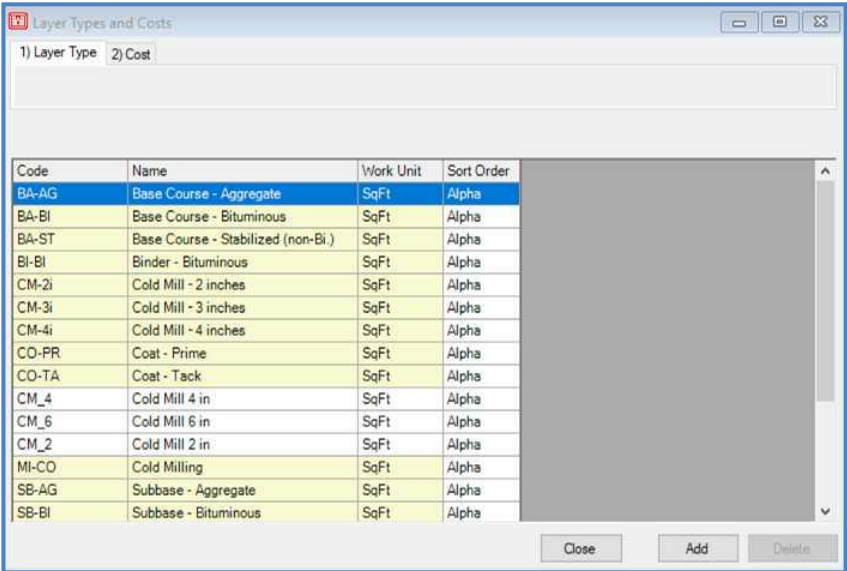 Layer Types and Costs
1) Layer Type 2) Cost
Code Name Work Unit Sort Order
BA-AG Base Course - Aggregate SqFt Alpha
BA-BI Base Course - Bituminous SqFt Alpha
BA-ST Base Course - Stabilized (non-Bi.) SqFt Alpha
BI-BI Binder - Bituminous SqFt Alpha
CM-2i Cold Mill - 2 inches SqFt Alpha
CM-3i Cold Mill - 3 inches SqFt Alpha
CM-4i Cold Mill - 4 inches SqFt Alpha
CO-PR Coat - Prime SqFt Alpha
CO-TA Coat - Tack SqFt Alpha
CM_4 Cold Mill 4 in SqFt Alpha
CM_6 Cold Mill 6 in SqFt Alpha
CM_2 Cold Mill 2 in SqFt Alpha
MI-CO Cold Milling SqFt Alpha
SB-AG Subbase - Aggregate SqFt Alpha
SB-BI Subbase - Bituminous SqFt Alpha
Close Add Delete